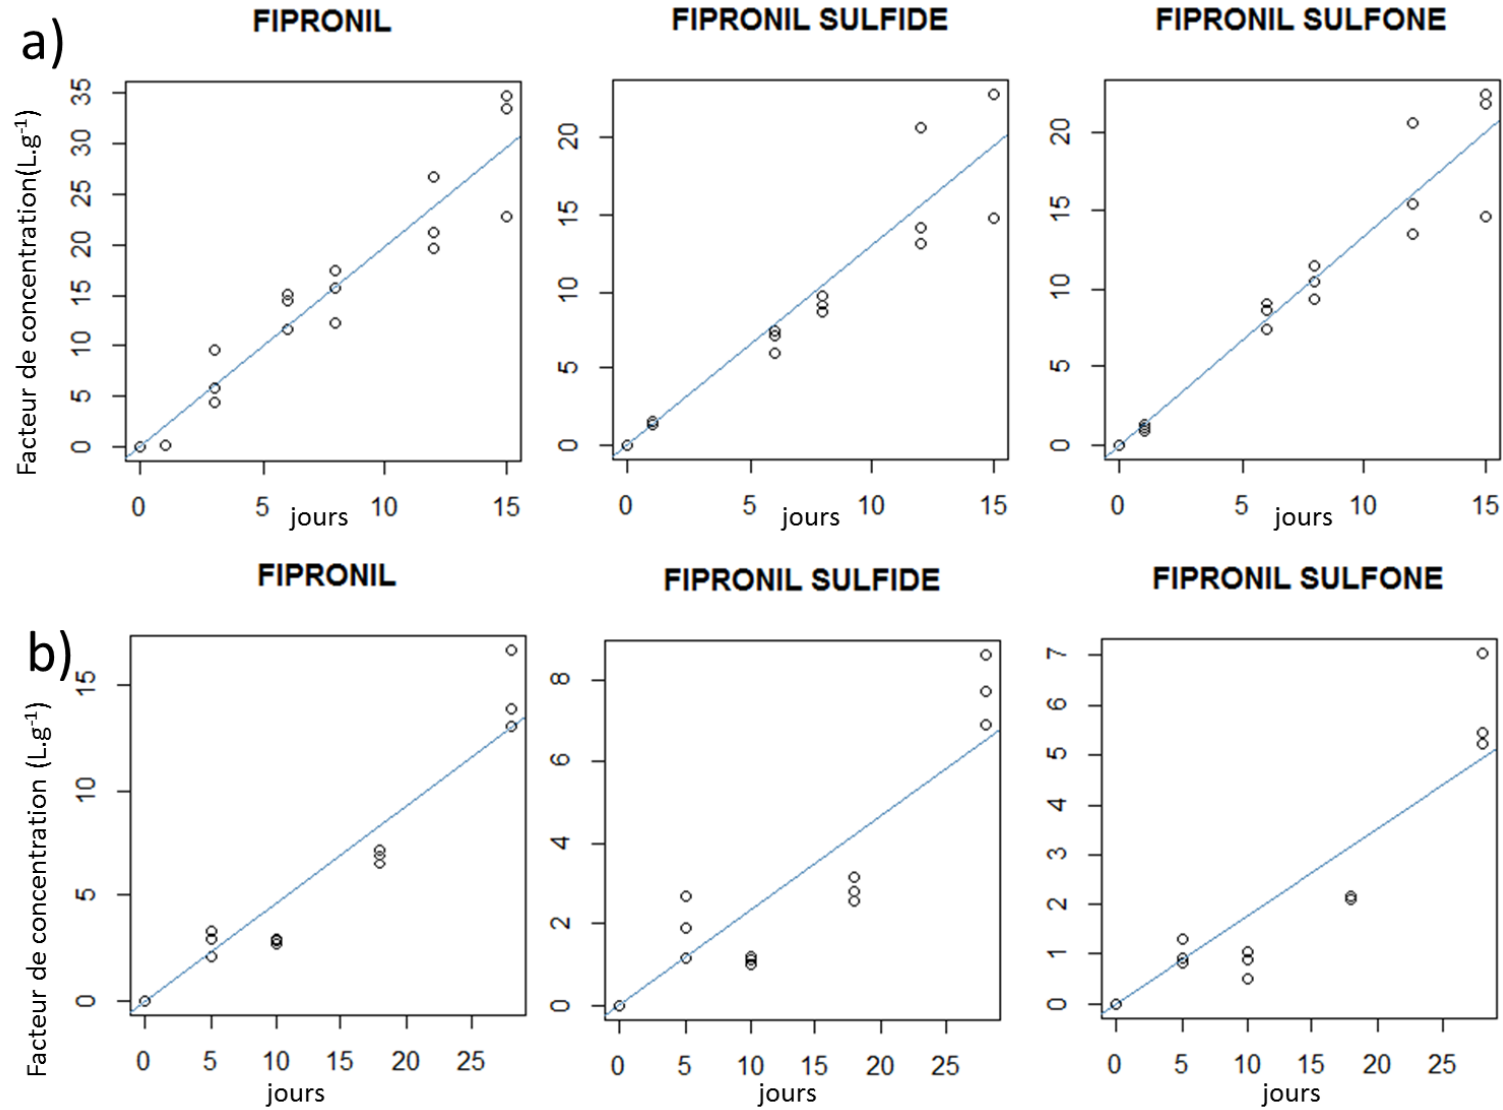 a)
FIPRONIL
FIPRONIL SULFIDE
FIPRONIL SULFONE
Facteur de concentration(L.g-1)
35
30
25
20
15
10
5
0
20
15
10
5
0
20
15
10
5
0
0 5 10 15
0 5 10 15
0 5 10 15
jours
jours
jours
b)
FIPRONIL
FIPRONIL SULFIDE
FIPRONIL SULFONE
Facteur de concentration (L.g-1)
15
10
5
0
8
6
4
2
0
7
6
5
4
3
2
1
0
0 5 10 15 20 25
0 5 10 15 20 25
0 5 10 15 20 25
jours
jours
jours